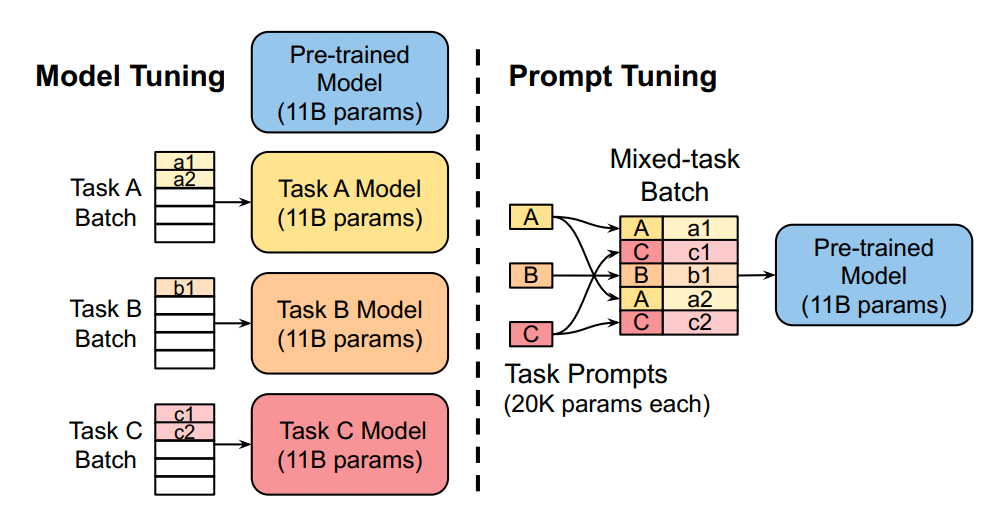 Model Tuning
Pre-trained
Model
(11B params)
Task A
Batch
a1
a2
Task A Model
(11B params)
Task B
Batch
b1
Task B Model
(11B params)
Task C
Batch
c1
c2
Task C Model
(11B params)
Prompt Tuning
Mixed-task
Batch
A
B
C
A a1
C c1
B b1
A a2
C c2
Task Prompts
(20K params each)
Pre-trained
Model
(11B params)